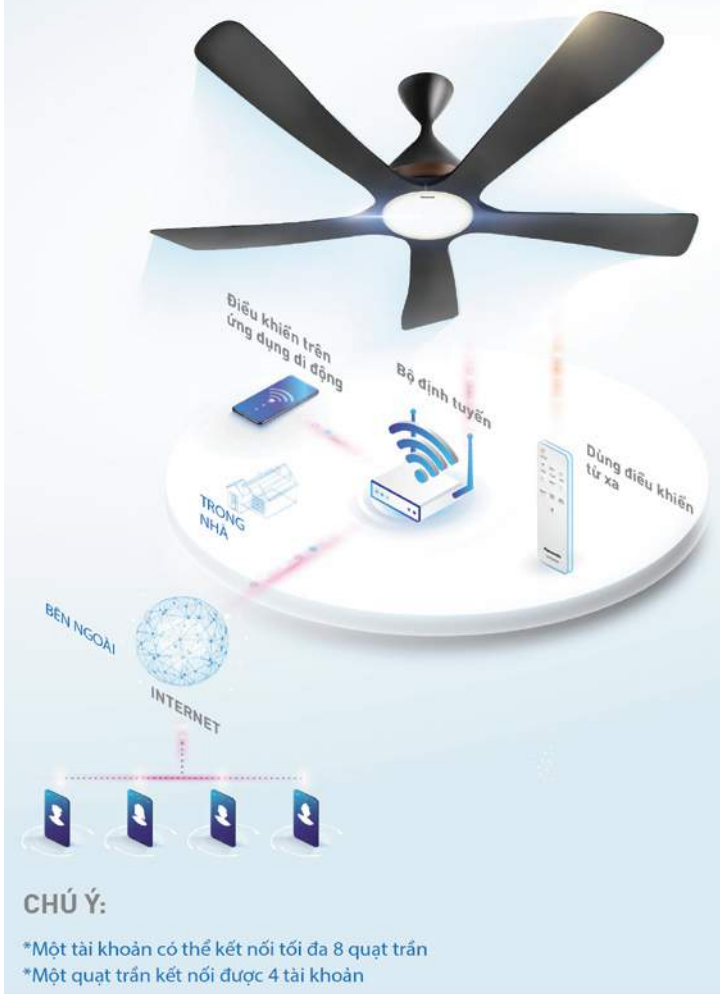 Điều khiển trên
ứng dụng di động
Bộ định tuyến
Dùng điều khiển
từ xa
TRONG
NHÀ
BÊN NGOÀI
INTERNET
CHÚ Ý:
*Một tài khoản có thể kết nối tối đa 8 quạt trần
*Một quạt trần kết nối được 4 tài khoản